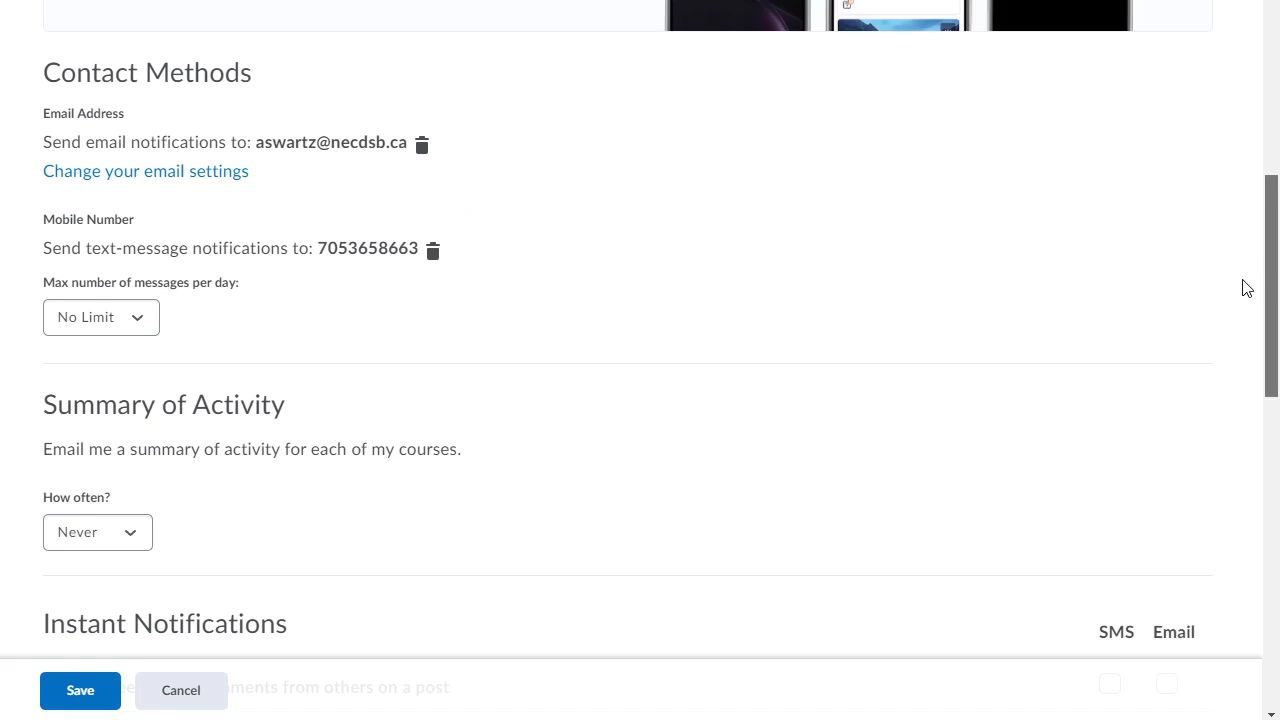 Contact Methods
Email Address
Send email notifications to: aswartz@necdsb.ca
Change your email settings
Mobile Number
Send text-message notifications to: 7053658663
Max number of messages per day:
No Limit
Summary of Activity
Email me a summary of activity for each of my courses.
How often?
Never
Instant Notifications
SMS Email
from others on a post
Save Cancel